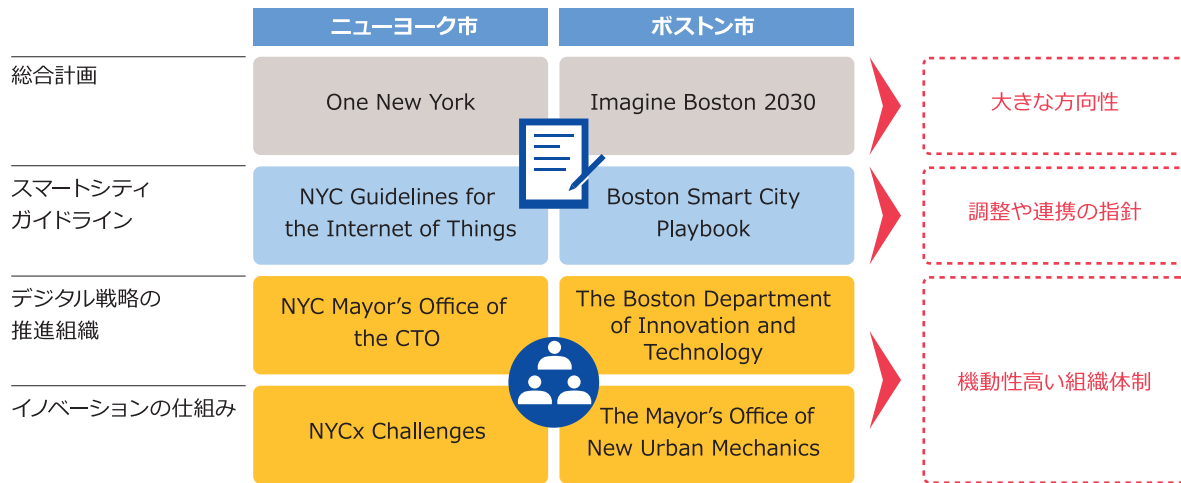 ニューヨーク市
ボストン市
総合計画
One New York
Imagine Boston 2030
大きな方向性
スマートシティ
ガイドライン
NYC Guidelines for
the Internet of Things
Boston Smart City
Playbook
調整や連携の指針
デジタル戦略の
推進組織
NYC Mayor’s Office of
the CTO
The Boston Department
of Innovation and
Technology
機動性高い組織体制
イノベーションの仕組み
NYCx Challenges
The Mayor’s Office of
New Urban Mechanics